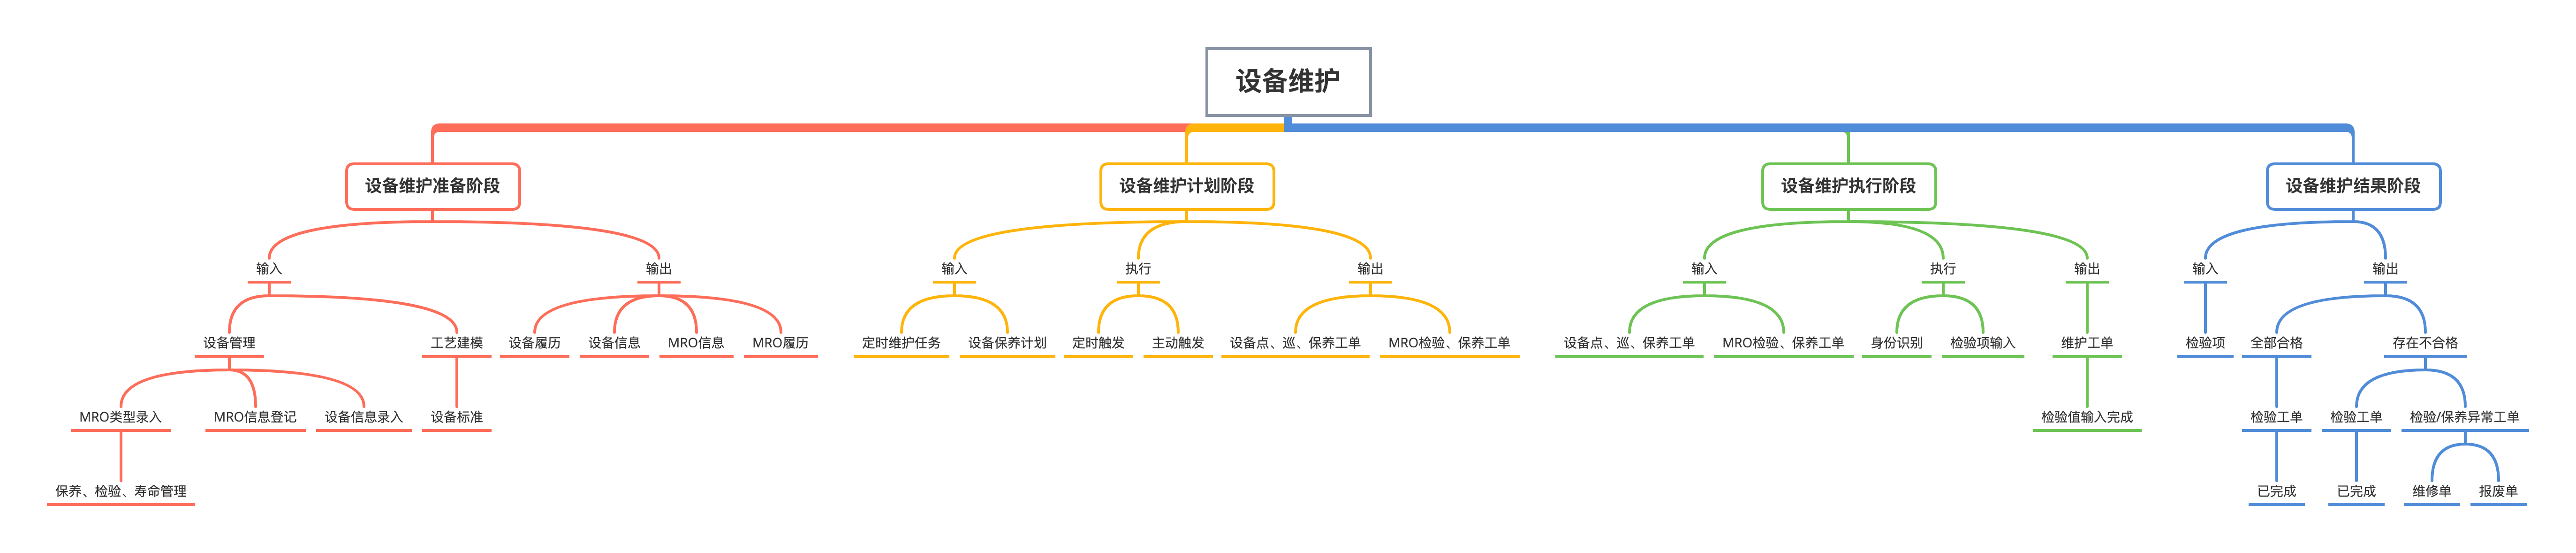 设备维护
设备维护准备阶段
设备维护计划阶段
设备维护执行阶段
设备维护结果阶段
输入
输出
输入
执行
输出
输入
执行
输出
输入
输出
设备管理
工艺建模
设备履历
设备信息
MRO信息
MRO履历
定时维护任务
设备保养计划
定时触发
主动触发
设备点、巡、保养工单
MRO检验、保养工单
设备点、巡、保养工单
MRO检验、保养工单
身份识别
检验项输入
维护工单
检验项
全部合格
存在不合格
MRO类型录入
MRO信息登记
设备信息录入
设备标准
检验值输入完成
检验工单
检验工单
检验/保养异常工单
保养、检验、寿命管理
已完成
已完成
维修单
报废单